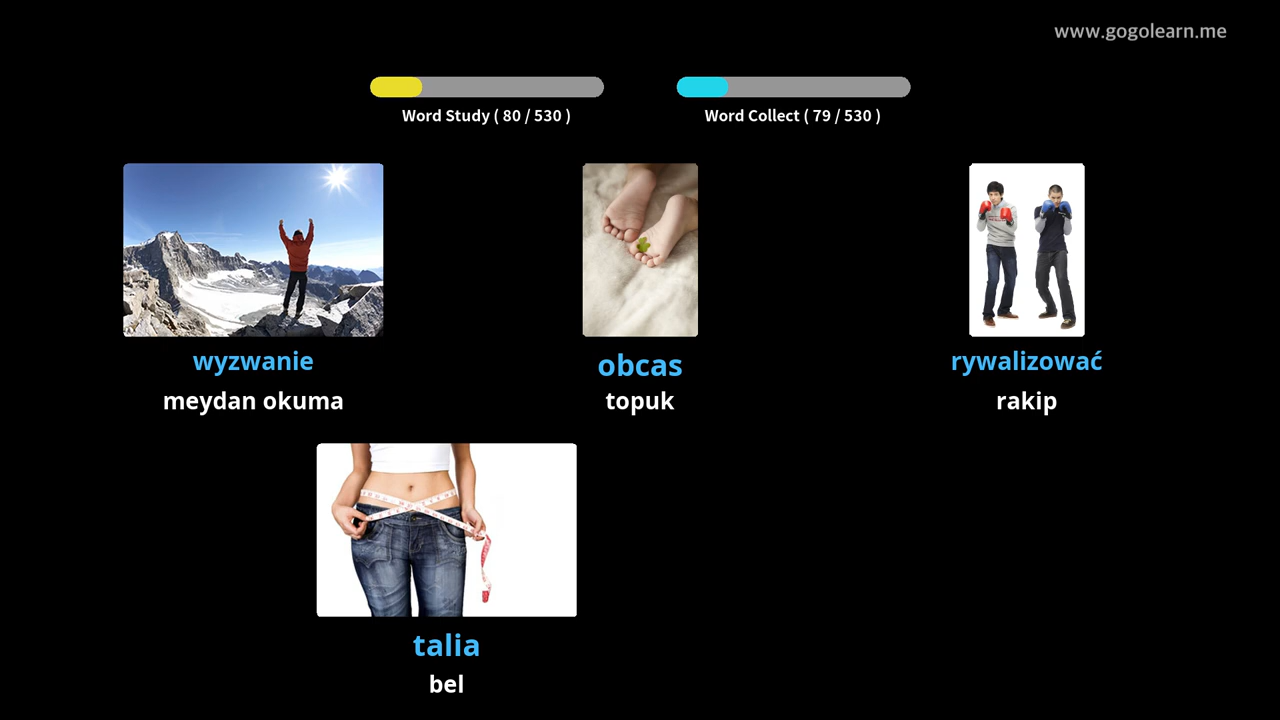 www.gogolearn.me
Word Study ( 80 / 530 )
Word Collect ( 79 / 530 )
wyzwanie
meydan okuma
obcas
topuk
rywalizować
rakip
talia
bel